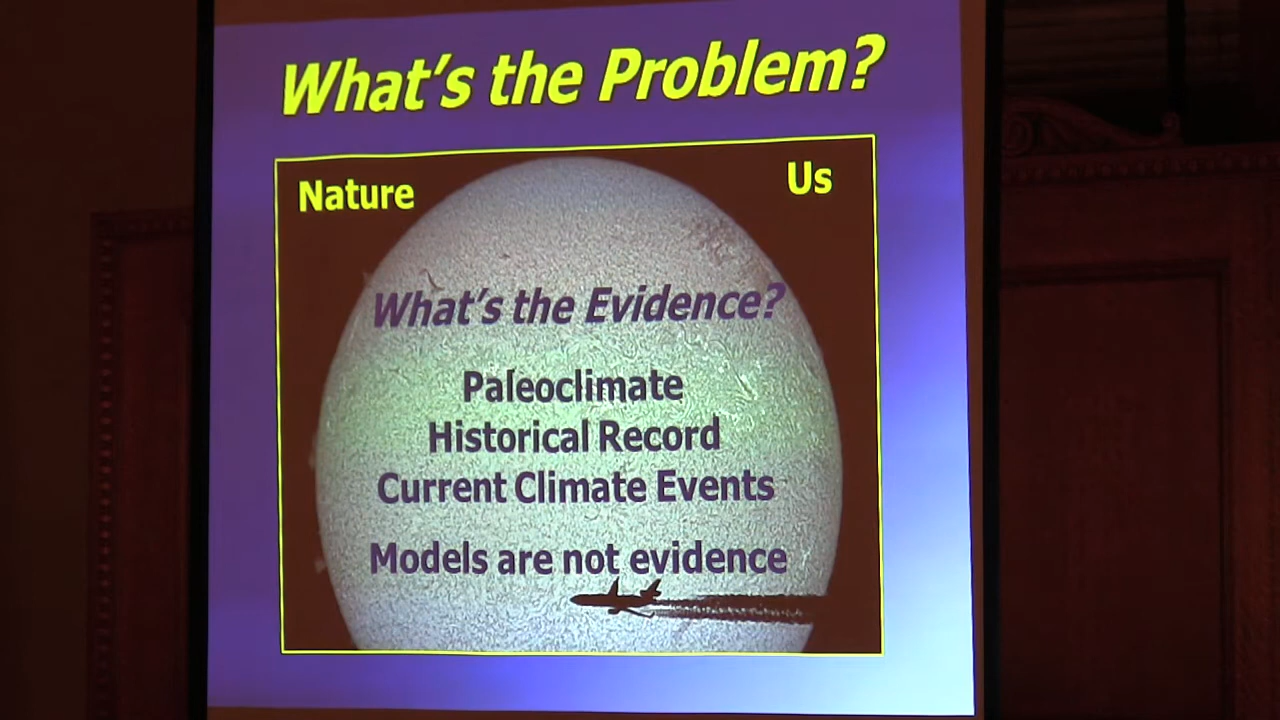 What's the Problem?
Nature
Us
What's the Evidence?
Paleoclimate
Historical Record
Current Climate Events
Models are not evidence